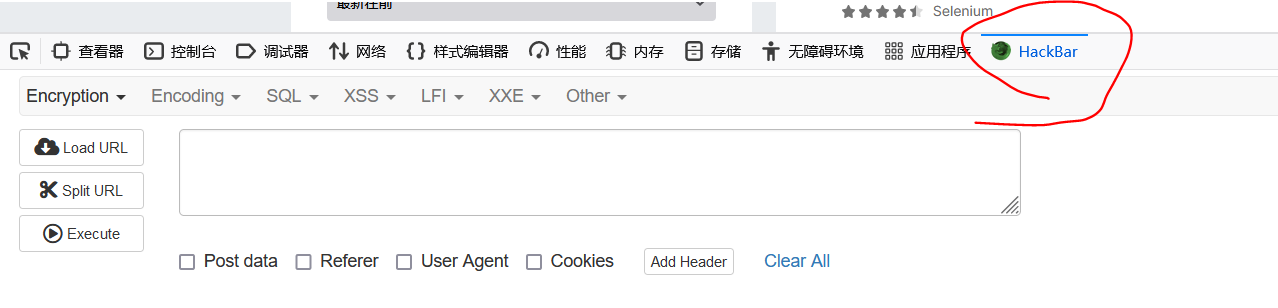 最新在前
Selenium
查看器 控制台 调试器 网络 样式编辑器 性能 内存 存储 无障碍环境 应用程序 HackBar
Encryption Encoding SQL XSS LFI XXE Other
Load URL
Split URL
Execute
Post data Referer User Agent Cookies Add Header Clear All